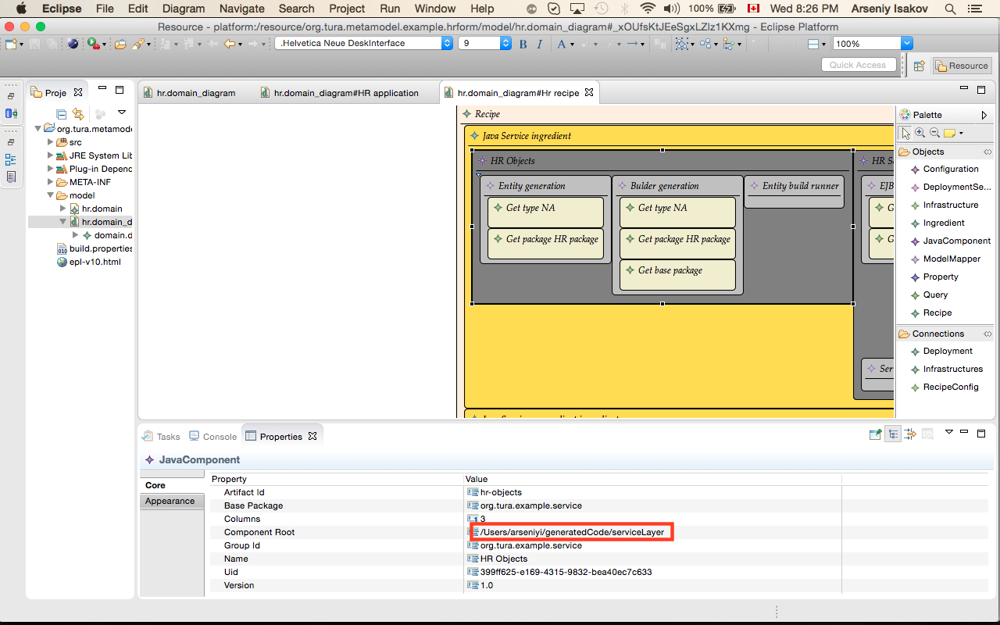 Eclipse File Edit Diagram Navigate Search Project Run Window Help 100% Wed 8:26 PM Arseniy Isakov
Resource - platform:/resource/org.tura.metamodel.example.hrform/model/hr.domain_diagram#_xOUfsKtJEeSgxLZlz1KXmg - Eclipse Platform
.Helvetica Neue DeskInterface 9 B I A 100%
Quick Access Resource
Proje hr.domain_diagram hr.domain_diagram#HR application hr.domain_diagram#Hr recipe
org.tura.metamode
src
JRE System Lib
Plug-in Depend
META-INF
model
hr.domain
hr.domain_d
domain.d
build.properties
epl-v10.html
Recipe
Java Service ingredient
HR Objects
Entity generation
Get type NA
Get package HR package
Bulder generation
Get type NA
Get package HR package
Get base package
Entity build runner
HR S
EJB
G
G
Ser
Palette
Objects
Configuration
DeploymentSe...
Infrastructure
Ingredient
JavaComponent
ModelMapper
Property
Query
Recipe
Connections
Deployment
Infrastructures
RecipeConfig
Tasks Console Properties
JavaComponent
Core
Appearance
Property Value
Artifact Id hr-objects
Base Package org.tura.example.service
Columns 3
Component Root /Users/arseniyi/generatedCode/serviceLayer
Group Id org.tura.example.service
Name HR Objects
Uid 399ff625-e169-4315-9832-bea40ec7c633
Version 1.0